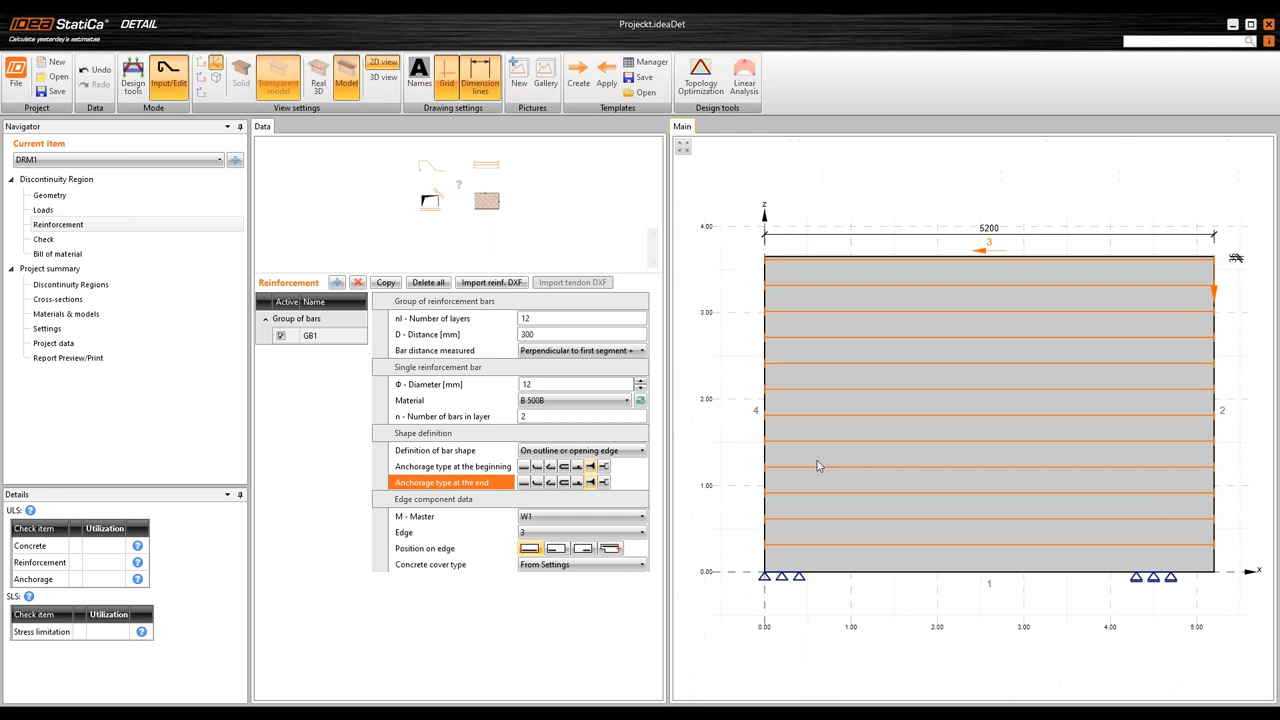 IDEA StatiCa® DETAIL
Calculate yesterday's estimates
Projeckt.ideaDet
File
New
Open
Save
Project
Undo
Redo
Data
Design tools
Input/Edit
Mode
Solid
Transparent model
Real 3D
Model
2D view
3D view
View settings
Names
Grid
Dimension lines
Drawing settings
New
Gallery
Pictures
Create
Apply
Manager
Save
Open
Templates
Topology Optimization
Linear Analysis
Design tools
Navigator
Current item
DRM1
Discontinuity Region
Geometry
Loads
Reinforcement
Check
Bill of material
Project summary
Discontinuity Regions
Cross-sections
Materials & models
Settings
Project data
Report Preview/Print
Details
ULS: ?
Check item Utilization
Concrete ?
Reinforcement ?
Anchorage ?
SLS: ?
Check item Utilization
Stress limitation ?
Data
?
Reinforcement Copy Delete all Import reinf. DXF Import tendon DXF
Active Name
Group of bars
GB1
Group of reinforcement bars
nl - Number of layers 12
D - Distance [mm] 300
Bar distance measured Perpendicular to first segment +
Single reinforcement bar
Φ - Diameter [mm] 12
Material B 500B
n - Number of bars in layer 2
Shape definition
Definition of bar shape On outline or opening edge
Anchorage type at the beginning
Anchorage type at the end
Edge component data
M - Master W1
Edge 3
Position on edge
Concrete cover type From Settings
Main
z
4.00
5200
3
3.00
2.00
4
2
1.00
0.00
x
1
0.00 1.00 2.00 3.00 4.00 5.00